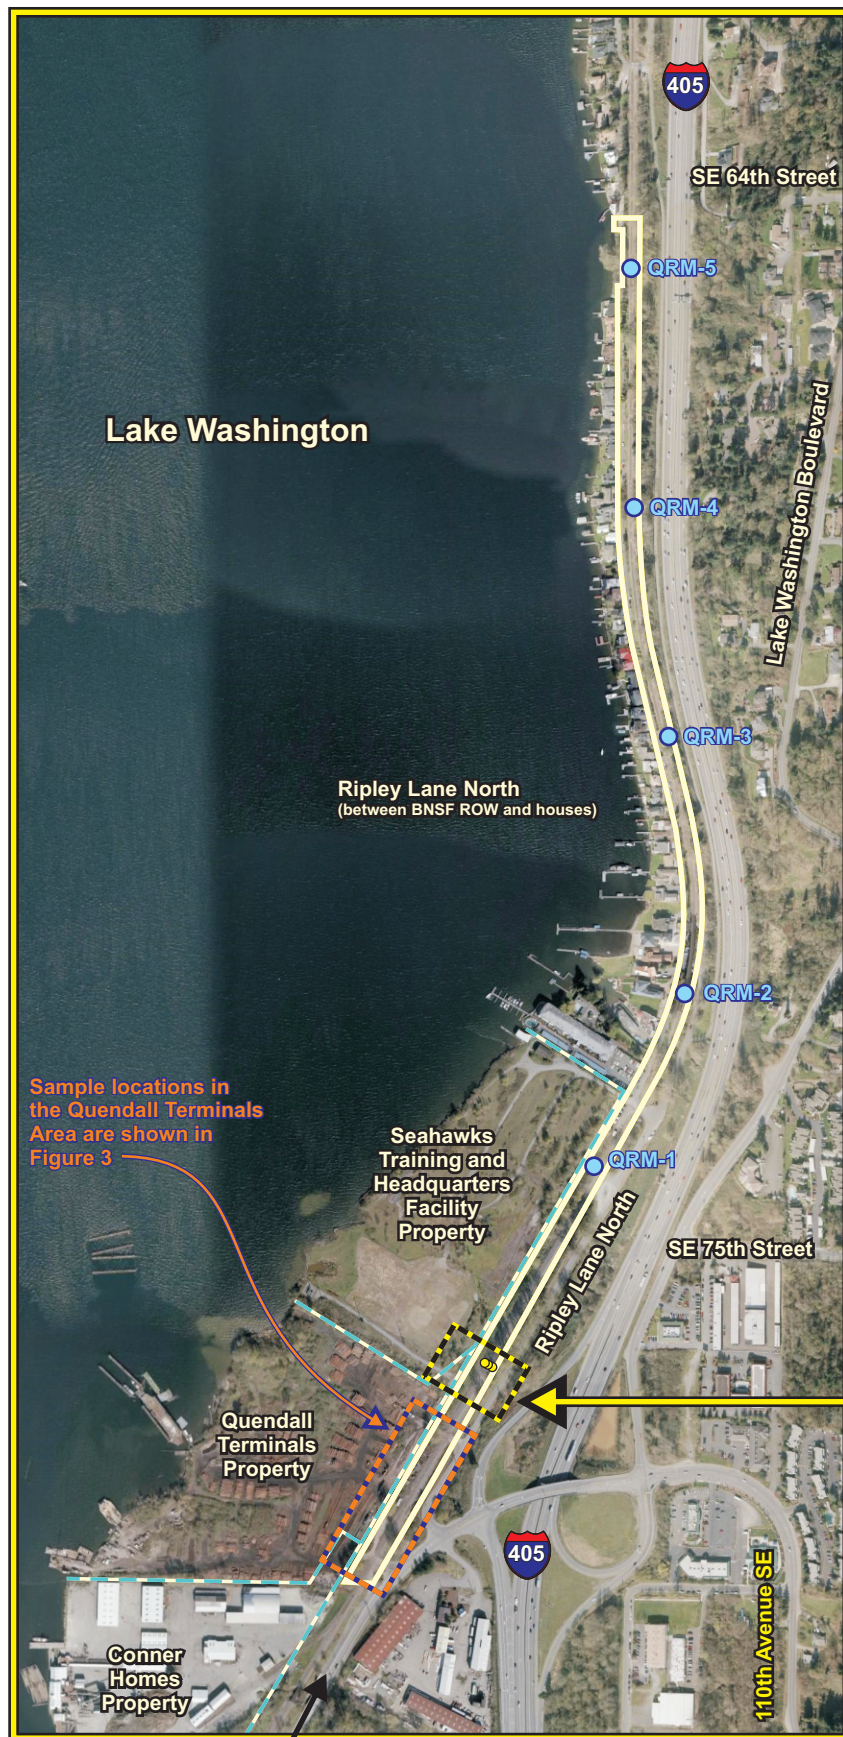 405
SE 64th Street
QRM-5
Lake Washington
Lake Washington Boulevard
QRM-4
QRM-3
Ripley Lane North
(between BNSF ROW and houses)
QRM-2
Sample locations in
the Quendall Terminals
Area are shown in
Figure 3
Seahawks
Training and
Headquarters
Facility
Property
QRM-1
Ripley Lane North
SE 75th Street
Quendall
Terminals
Property
405
110th Avenue SE
Conner
Homes
Property